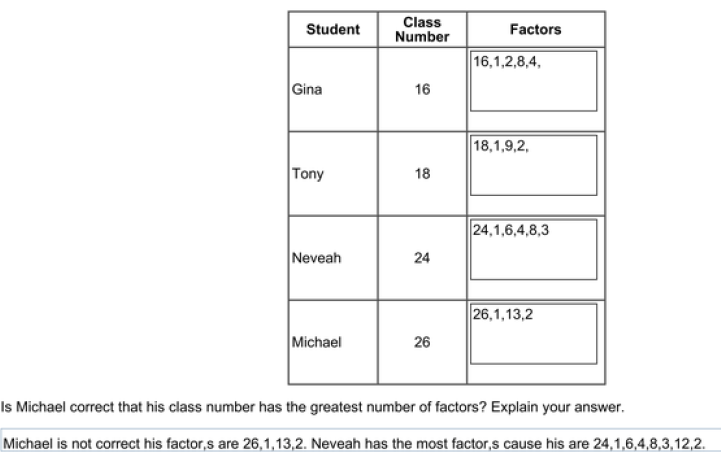 Student Class Number Factors
Gina 16 16,1,2,8,4,
Tony 18 18,1,9,2,
Neveah 24 24,1,6,4,8,3
Michael 26 26,1,13,2
Is Michael correct that his class number has the greatest number of factors? Explain your answer.
Michael is not correct his factor,s are 26,1,13,2. Neveah has the most factor,s cause his are 24,1,6,4,8,3,12,2.